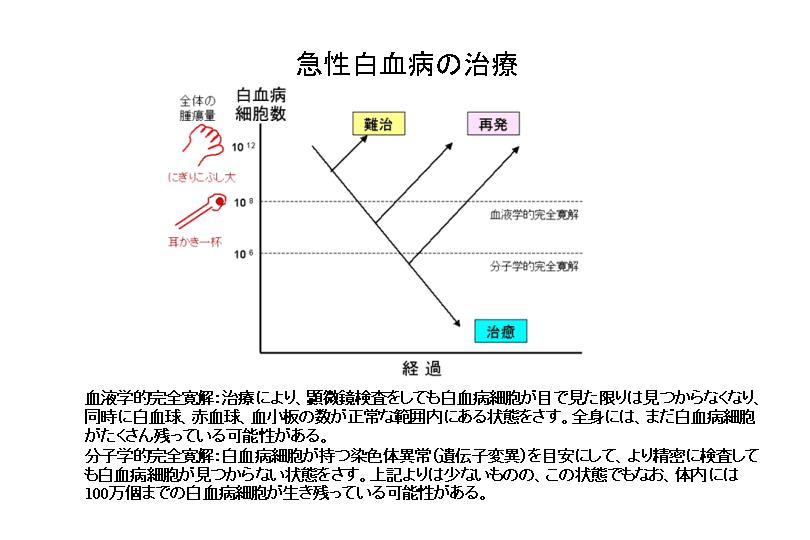 急性白血病の治療
全体の
腫瘍量
白血病
細胞数
難治
再発
10 12
にぎりこぶし大
10 8
血液学的完全寛解
耳かき一杯
10 6
分子学的完全寛解
治癒
経過
血液学的完全寛解：治療により、顕微鏡検査をしても白血病細胞が目で見た限りは見つからなくなり、
同時に白血球、赤血球、血小板の数が正常な範囲内にある状態をさす。全身には、まだ白血病細胞
がたくさん残っている可能性がある。
分子学的完全寛解：白血病細胞が持つ染色体異常（遺伝子変異）を目安にして、より精密に検査して
も白血病細胞が見つからない状態をさす。上記よりは少ないものの、この状態でもなお、体内には
100万個までの白血病細胞が生き残っている可能性がある。